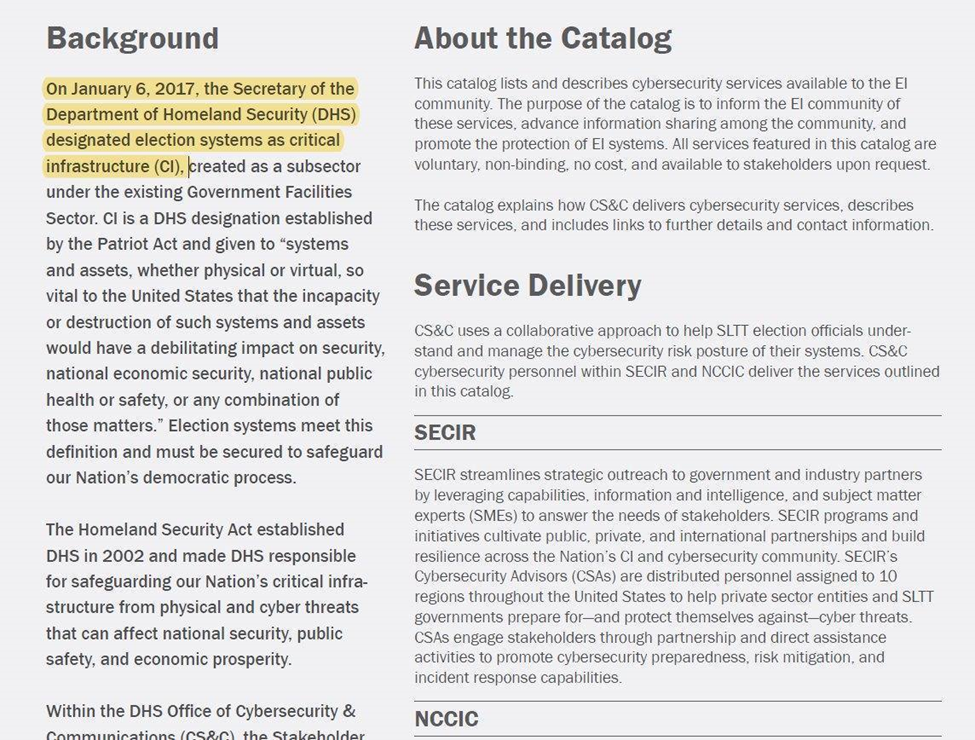 Background
On January 6, 2017, the Secretary of the
Department of Homeland Security (DHS)
designated election systems as critical
infrastructure (CI), created as a subsector
under the existing Government Facilities
Sector. CI is a DHS designation established
by the Patriot Act and given to “systems
and assets, whether physical or virtual, so
vital to the United States that the incapacity
or destruction of such systems and assets
would have a debilitating impact on security,
national economic security, national public
health or safety, or any combination of
those matters.” Election systems meet this
definition and must be secured to safeguard
our Nation’s democratic process.
The Homeland Security Act established
DHS in 2002 and made DHS responsible
for safeguarding our Nation’s critical infra-
structure from physical and cyber threats
that can affect national security, public
safety, and economic prosperity.
Within the DHS Office of Cybersecurity &
Communications (CS&C), the Stakeholder
About the Catalog
This catalog lists and describes cybersecurity services available to the EI
community. The purpose of the catalog is to inform the EI community of
these services, advance information sharing among the community, and
promote the protection of EI systems. All services featured in this catalog are
voluntary, non-binding, no cost, and available to stakeholders upon request.
The catalog explains how CS&C delivers cybersecurity services, describes
these services, and includes links to further details and contact information.
Service Delivery
CS&C uses a collaborative approach to help SLTT election officials under-
stand and manage the cybersecurity risk posture of their systems. CS&C
cybersecurity personnel within SECIR and NCCIC deliver the services outlined
in this catalog.
SECIR
SECIR streamlines strategic outreach to government and industry partners
by leveraging capabilities, information and intelligence, and subject matter
experts (SMEs) to answer the needs of stakeholders. SECIR programs and
initiatives cultivate public, private, and international partnerships and build
resilience across the Nation’s CI and cybersecurity community. SECIR’s
Cybersecurity Advisors (CSAs) are distributed personnel assigned to 10
regions throughout the United States to help private sector entities and SLTT
governments prepare for—and protect themselves against—cyber threats.
CSAs engage stakeholders through partnership and direct assistance
activities to promote cybersecurity preparedness, risk mitigation, and
incident response capabilities.
NCCIC